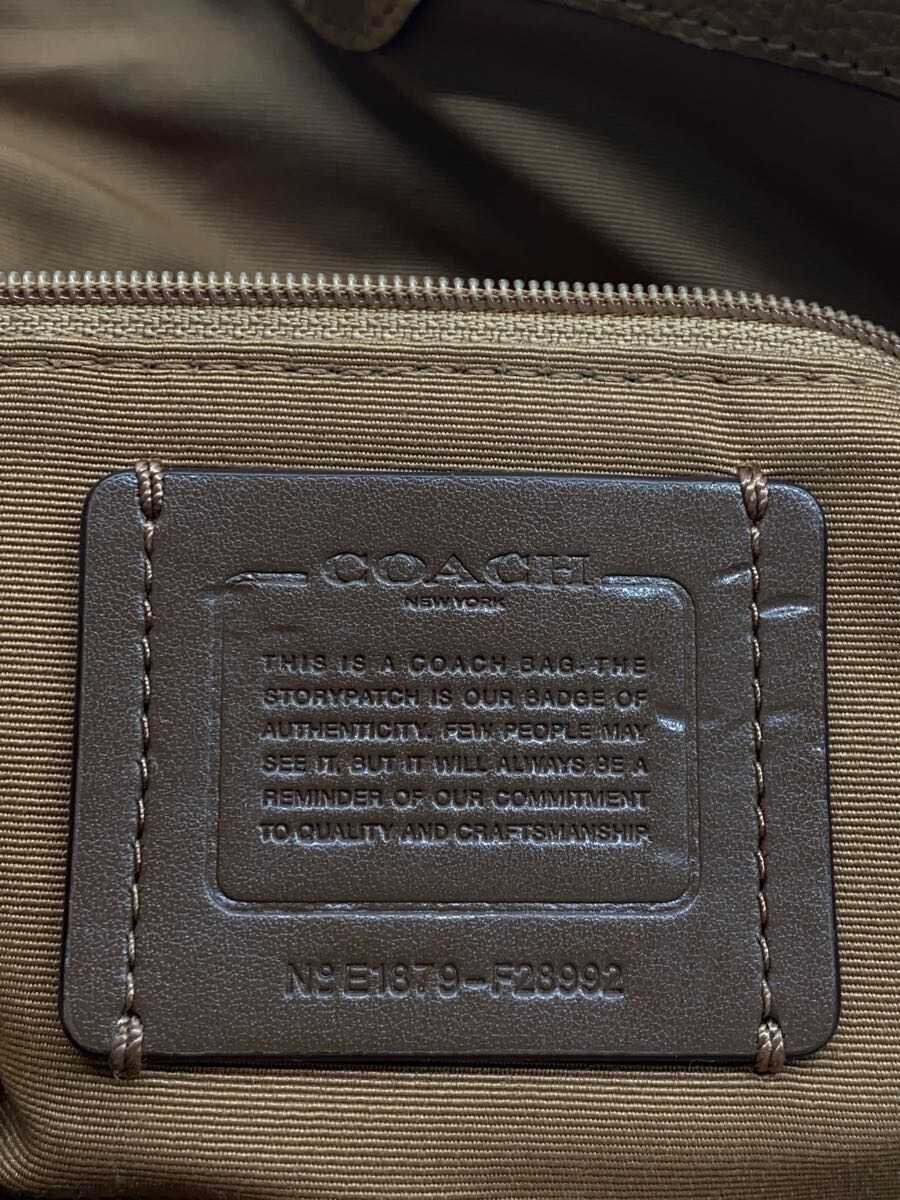 COACH
NEW YORK
THIS IS A COACH BAG. THE
STORYPATCH IS OUR BADGE OF
AUTHENTICITY. FEW PEOPLE MAY
SEE IT, BUT IT WILL ALWAYS BE A
REMINDER OF OUR COMMITMENT
TO QUALITY AND CRAFTSMANSHIP.
Nº E1879-F28992